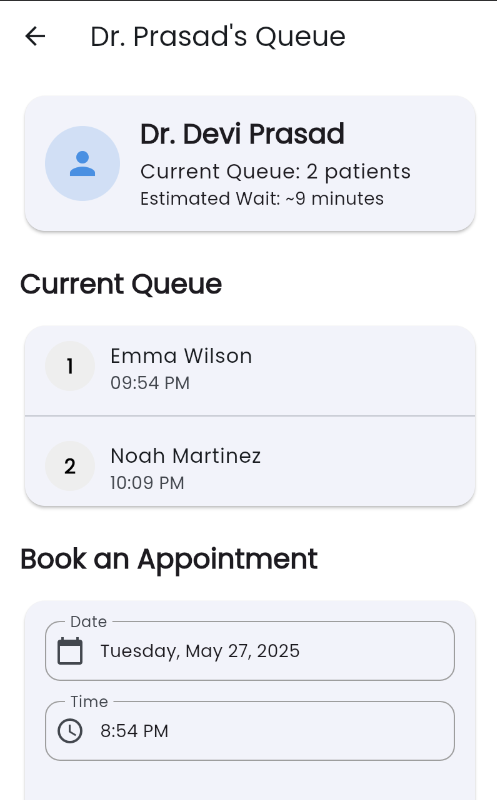 Dr. Prasad's Queue
Dr. Devi Prasad
Current Queue: 2 patients
Estimated Wait: ~9 minutes
Current Queue
1
Emma Wilson
09:54 PM
2
Noah Martinez
10:09 PM
Book an Appointment
Date
Tuesday, May 27, 2025
Time
8:54 PM